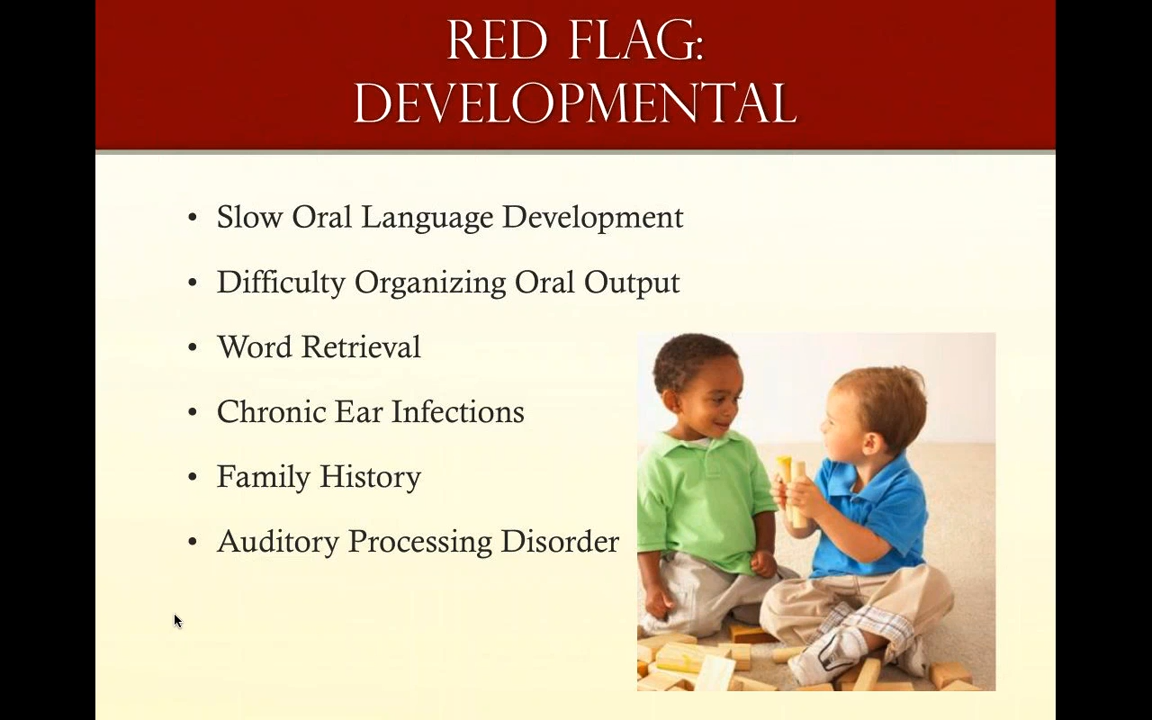 RED FLAG:
DEVELOPMENTAL
• Slow Oral Language Development
• Difficulty Organizing Oral Output
• Word Retrieval
• Chronic Ear Infections
• Family History
• Auditory Processing Disorder